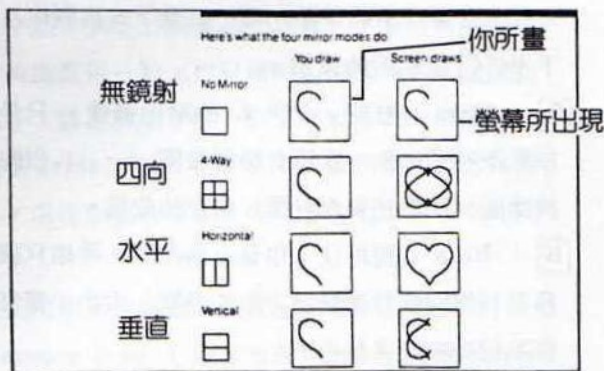 Here's what the four mirror modes do
You draw
Screen draws
你所畫
無鏡射
No Mirror
螢幕所出現
四向
4-Way
水平
Horizontal
垂直
Vertical